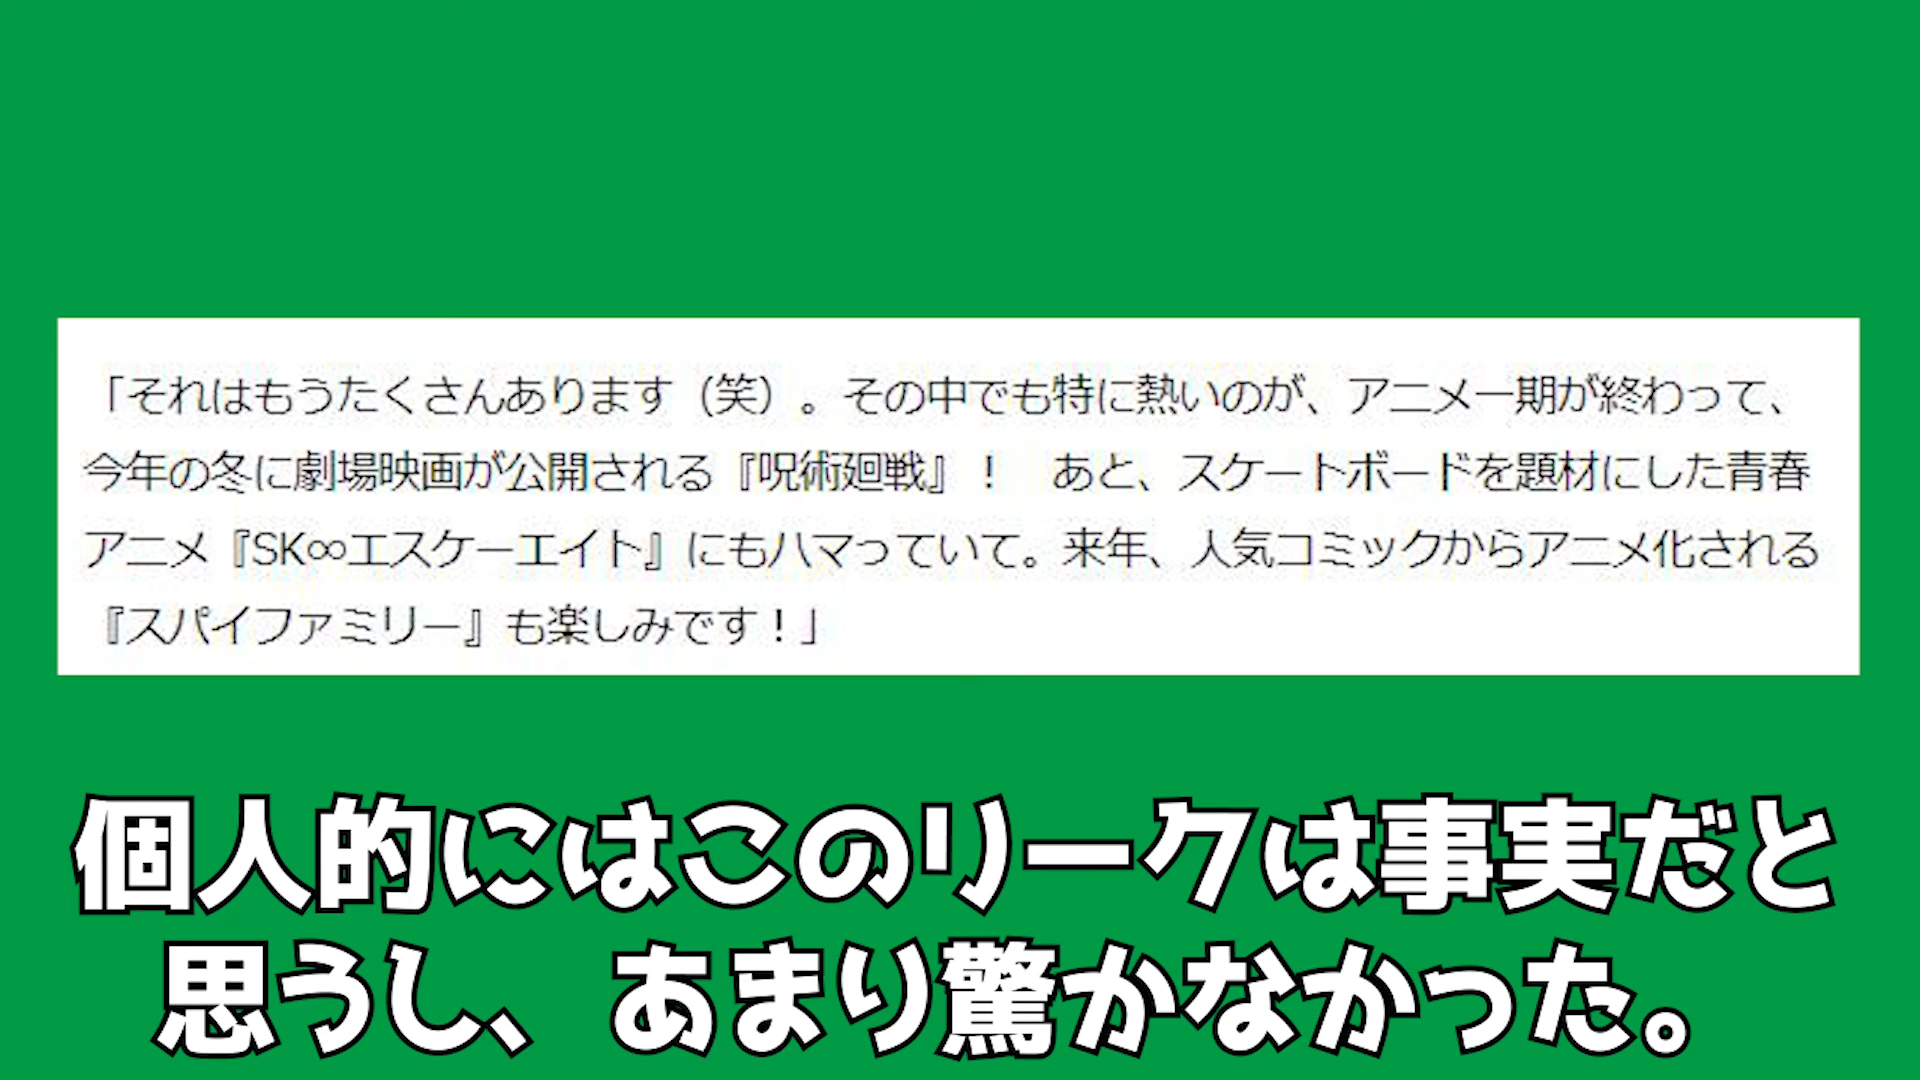 「それはもうたくさんあります（笑）。その中でも特に熱いのが、アニメ一期が終わって、
今年の冬に劇場映画が公開される『呪術廻戦』！　あと、スケートボードを題材にした青春
アニメ『SK∞エスケーエイト』にもハマっていて。来年、人気コミックからアニメ化される
『スパイファミリー』も楽しみです！」
個人的にはこのリークは事実だと
思うし、あまり驚かなかった。